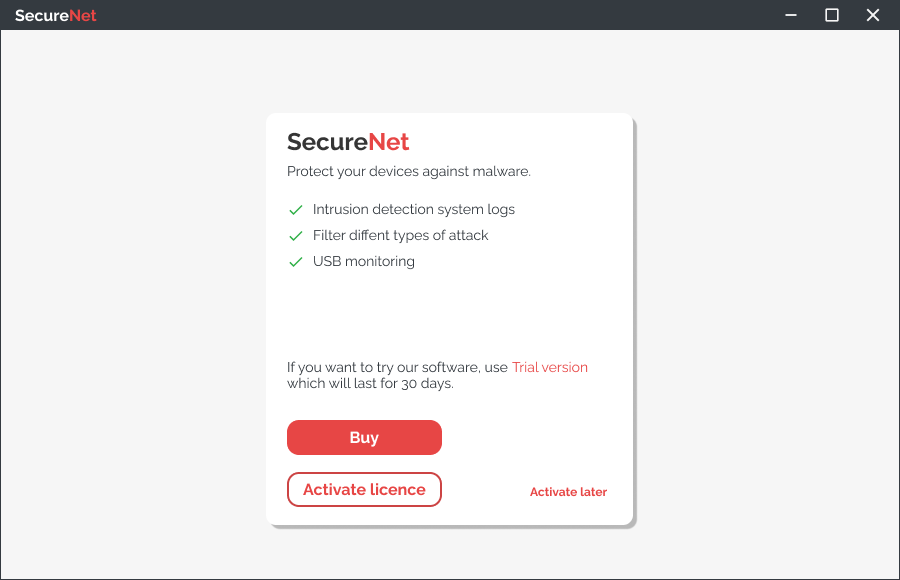 SecureNet
SecureNet
Protect your devices against malware.
Intrusion detection system logs
Filter diffent types of attack
USB monitoring
If you want to try our software, use Trial version
which will last for 30 days.
Buy
Activate licence
Activate later